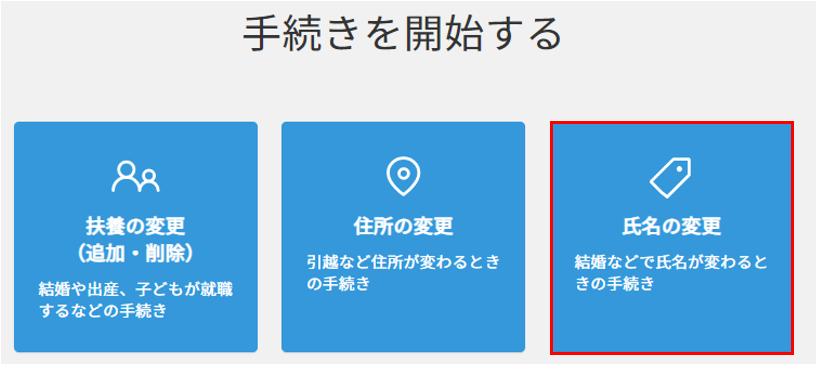 手続きを開始する
扶養の変更
（追加・削除）
結婚や出産、子どもが就職
するなどの手続き
住所の変更
引越など住所が変わるとき
の手続き
氏名の変更
結婚などで氏名が変わると
きの手続き